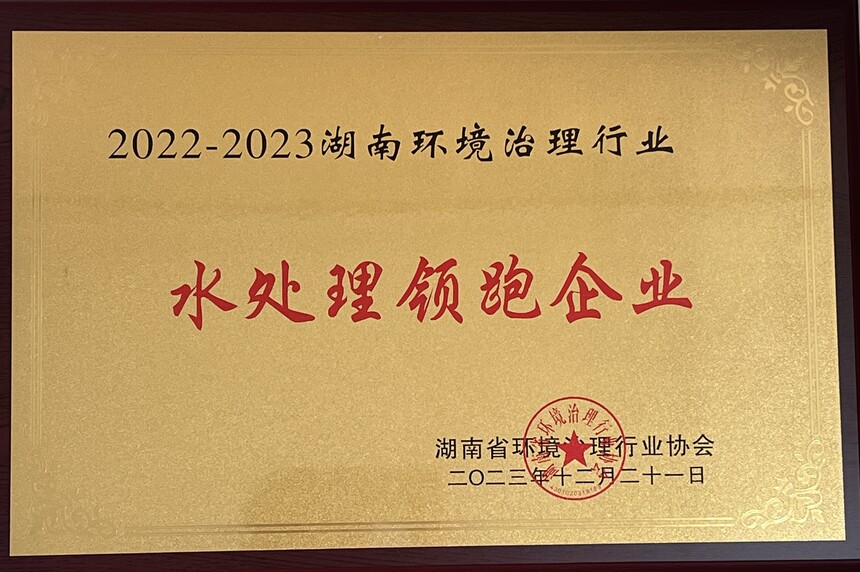 2022-2023湖南环境治理行业
水处理领跑企业
湖南省环境治理行业协会
二〇二三年十二月二十一日